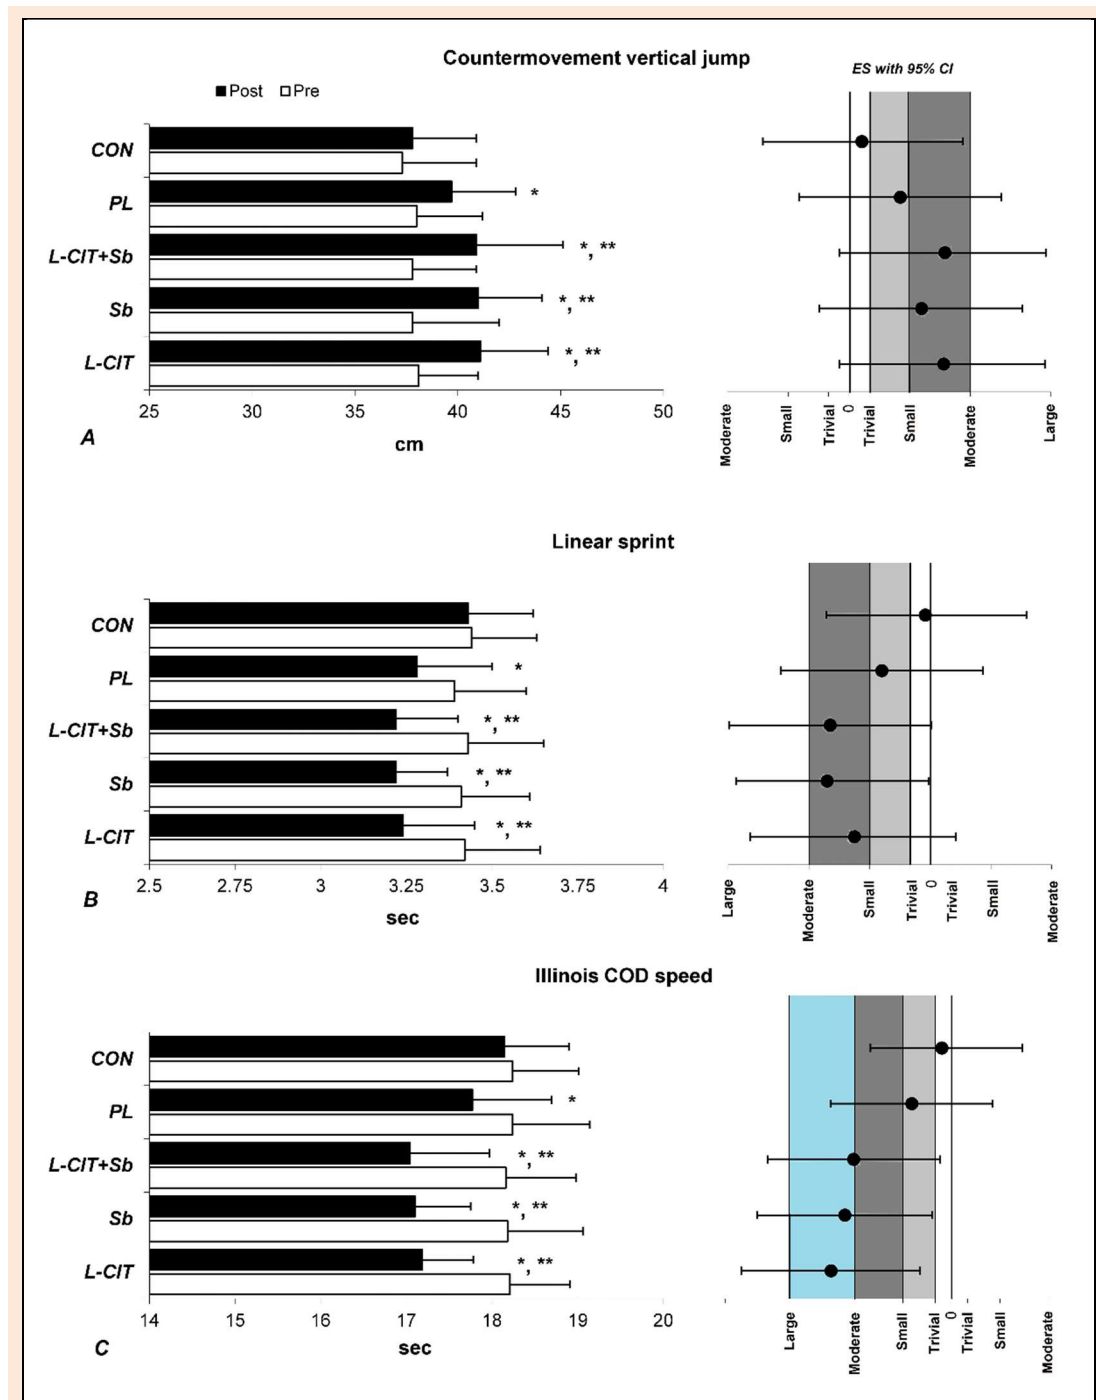 Countermovement vertical jump
ES with 95% CI
Post Pre
CON
PL
*
L-CIT+Sb
*, **
Sb
*, **
L-CIT
*, **
25 30 35 40 45 50
cm
A
Moderate Small Trivial 0 Trivial Small Moderate Large
Linear sprint
CON
PL
*
L-CIT+Sb
*, **
Sb
*, **
L-CIT
*, **
2.5 2.75 3 3.25 3.5 3.75 4
sec
B
Large Moderate Small Trivial 0 Trivial Small Moderate
Illinois COD speed
CON
PL
*
L-CIT+Sb
*, **
Sb
*, **
L-CIT
*, **
14 15 16 17 18 19 20
sec
C
Large Moderate Small Trivial 0 Trivial Small Moderate